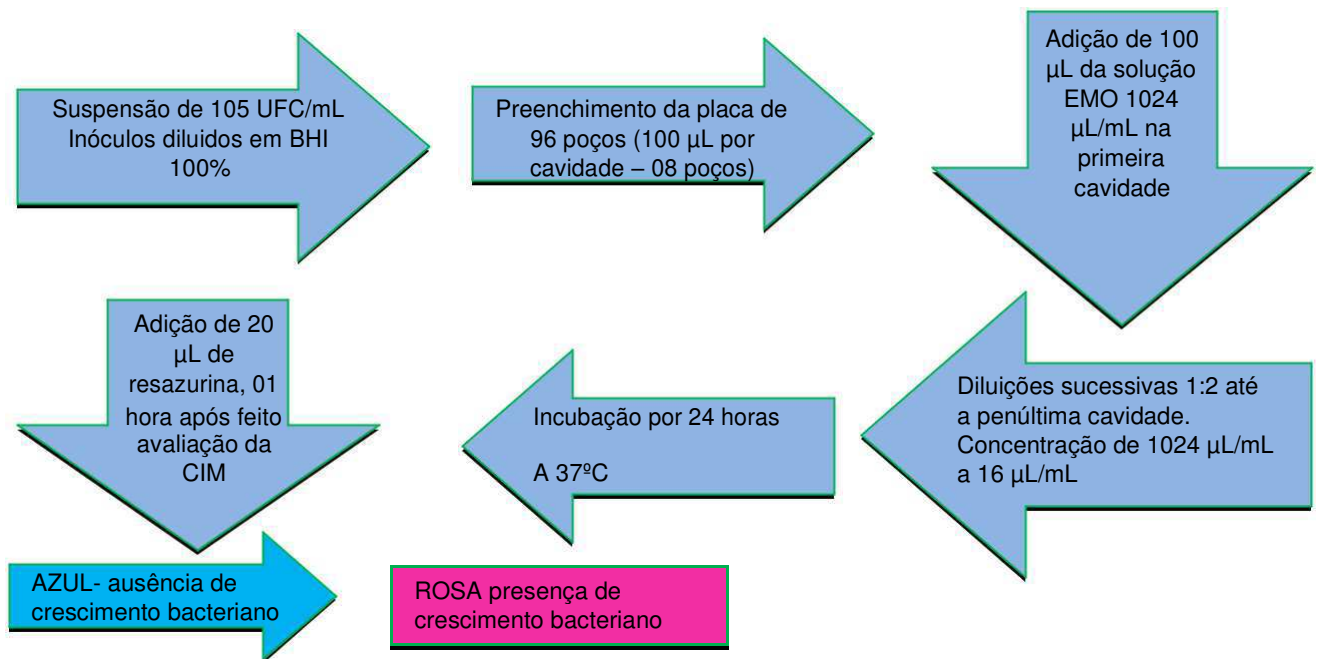 Suspensão de 105 UFC/mL
Inóculos diluidos em BHI
100%
Preenchimento da placa de
96 poços (100 µL por
cavidade – 08 poços)
Adição de 100
µL da solução
EMO 1024
µL/mL na
primeira
cavidade
Diluições sucessivas 1:2 até
a penúltima cavidade.
Concentração de 1024 µL/mL
a 16 µL/mL
Incubação por 24 horas
A 37ºC
Adição de 20
µL de
resazurina, 01
hora após feito
avaliação da
CIM
AZUL- ausência de
crescimento bacteriano
ROSA presença de
crescimento bacteriano